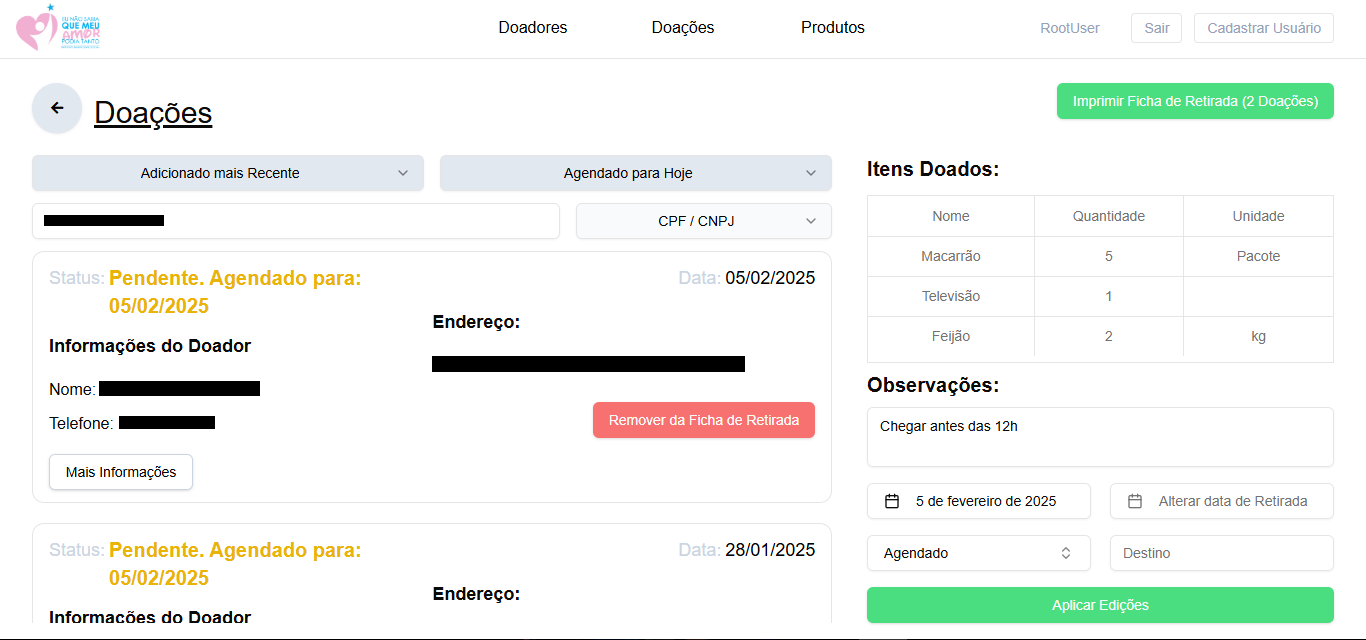 EU NÃO SABIA
QUE MEU
AMOR
PODIA TANTO
Doadores
Doações
Produtos
RootUser
Sair
Cadastrar Usuário
Doações
Imprimir Ficha de Retirada (2 Doações)
Adicionado mais Recente
Agendado para Hoje
CPF / CNPJ
Status: Pendente. Agendado para:
05/02/2025
Data: 05/02/2025
Informações do Doador
Nome:
Telefone:
Endereço:
Remover da Ficha de Retirada
Mais Informações
Status: Pendente. Agendado para:
05/02/2025
Data: 28/01/2025
Informações do Doador
Endereço:
Itens Doados:
Nome Quantidade Unidade
Macarrão 5 Pacote
Televisão 1
Feijão 2 kg
Observações:
Chegar antes das 12h
5 de fevereiro de 2025
Alterar data de Retirada
Agendado
Destino
Aplicar Edições